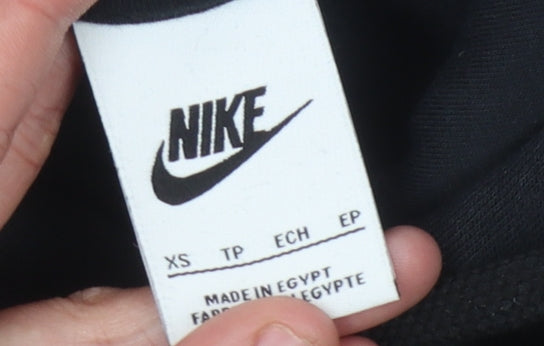 NIKE
XS TP ECH EP
MADE IN EGYPT
EGYPTE